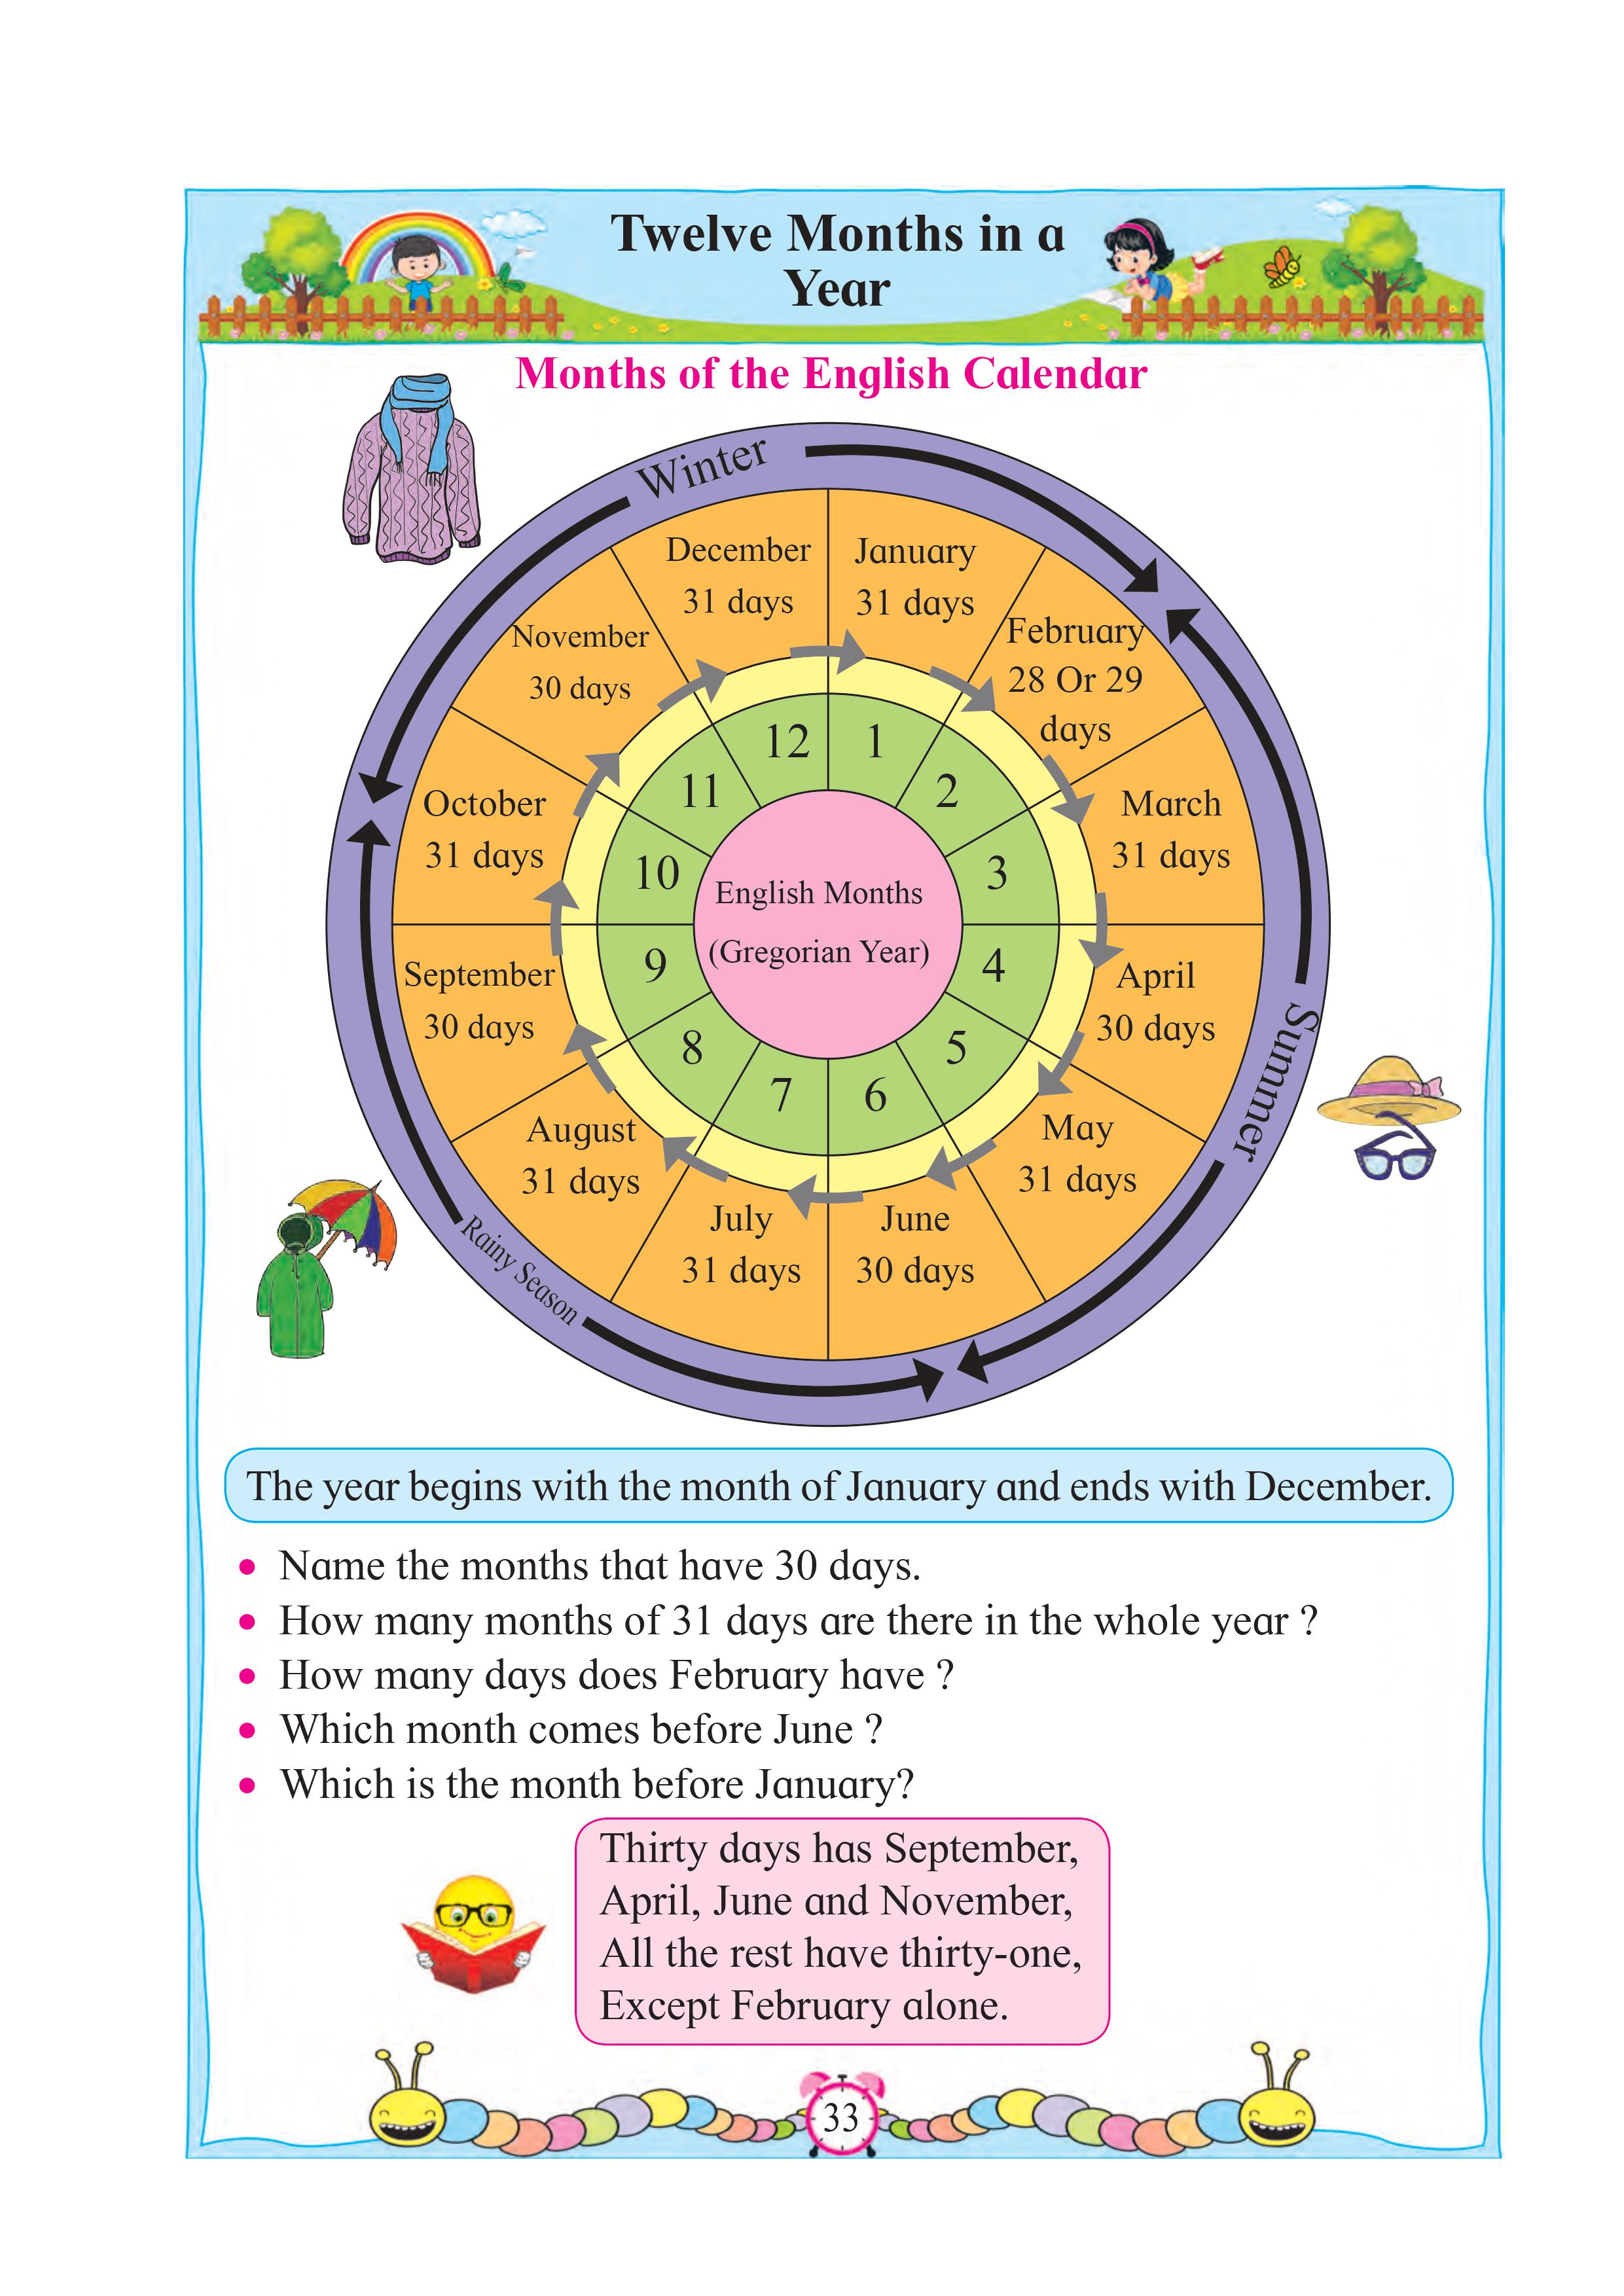 Twelve Months in a
Year
Months of the English Calendar
Winter
December
31 days
January
31 days
November
30 days
February
28 Or 29
days
October
31 days
March
31 days
September
30 days
April
30 days
August
31 days
May
31 days
July
31 days
June
30 days
Summer
Rainy Season
12
1
11
2
10
3
9
4
8
5
7
6
English Months
(Gregorian Year)
The year begins with the month of January and ends with December.
• Name the months that have 30 days.
• How many months of 31 days are there in the whole year ?
• How many days does February have ?
• Which month comes before June ?
• Which is the month before January?
Thirty days has September,
April, June and November,
All the rest have thirty-one,
Except February alone.
33